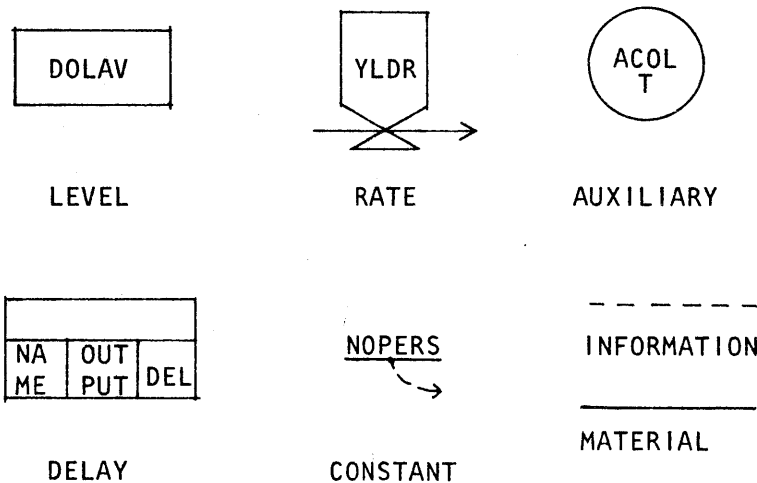 DOLAV
YLDR
ACOL
T
LEVEL
RATE
AUXILIARY
NA
ME
OUT
PUT
DEL
NOPERS
INFORMATION
MATERIAL
DELAY
CONSTANT